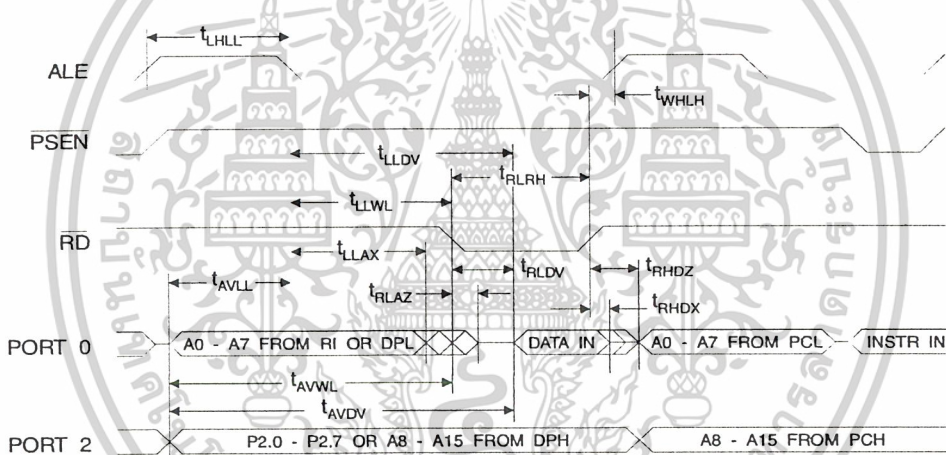 tLHLL
ALE
tWHLH
PSEN
tLLDV
tRLRH
tLLWL
RD
tLLAX
tRLDV
tRHDZ
tAVLL
tRLAZ
tRHDX
PORT 0
A0 - A7 FROM RI OR DPL
DATA IN
A0 - A7 FROM PCL
INSTR IN
tAVWL
tAVDV
PORT 2
P2.0 - P2.7 OR A8 - A15 FROM DPH
A8 - A15 FROM PCH